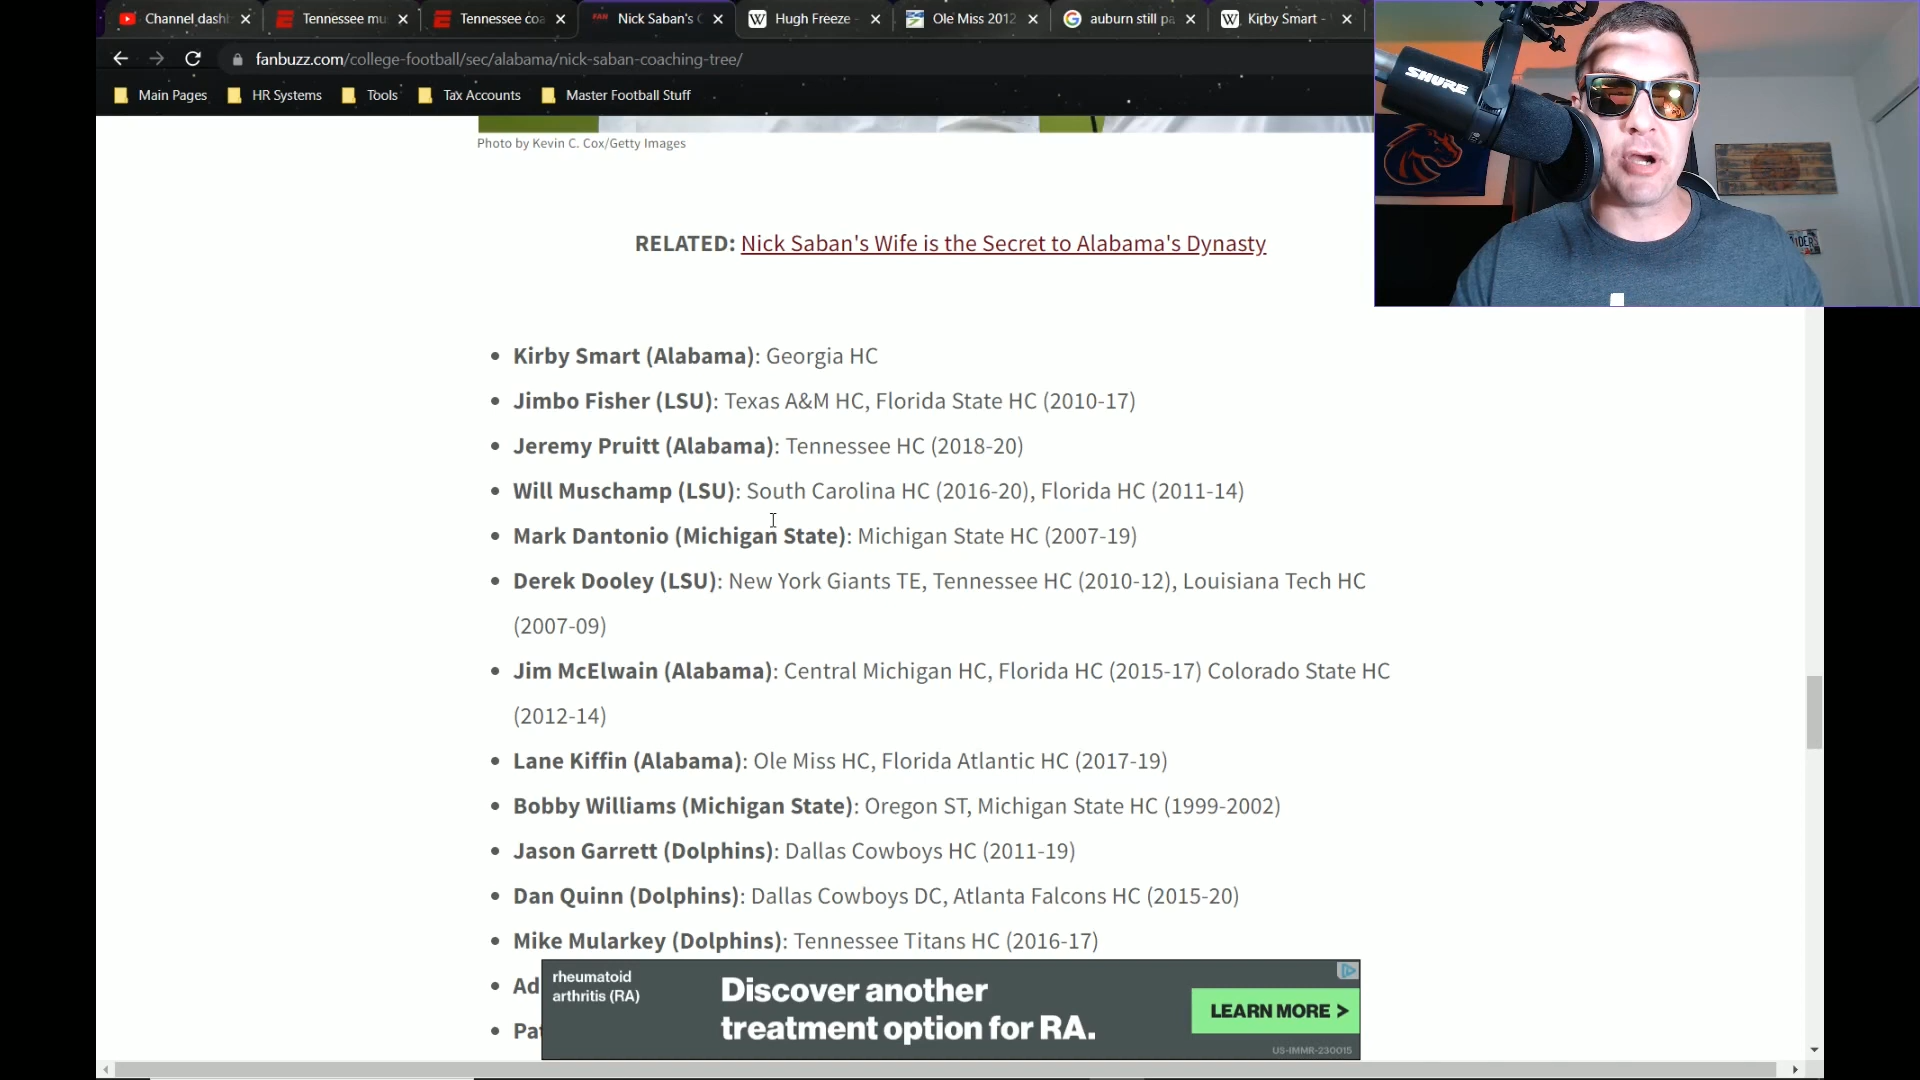 Channel dash
Tennessee mu
Tennessee coa
FAN Nick Saban's C
W Hugh Freeze -
Ole Miss 2012
auburn still pa
W Kirby Smart -
fanbuzz.com/college-football/sec/alabama/nick-saban-coaching-tree/
Main Pages
HR Systems
Tools
Tax Accounts
Master Football Stuff
SHURE
Photo by Kevin C. Cox/Getty Images
RELATED: Nick Saban's Wife is the Secret to Alabama's Dynasty
Kirby Smart (Alabama): Georgia HC
Jimbo Fisher (LSU): Texas A&M HC, Florida State HC (2010-17)
Jeremy Pruitt (Alabama): Tennessee HC (2018-20)
Will Muschamp (LSU): South Carolina HC (2016-20), Florida HC (2011-14)
Mark Dantonio (Michigan State): Michigan State HC (2007-19)
Derek Dooley (LSU): New York Giants TE, Tennessee HC (2010-12), Louisiana Tech HC
(2007-09)
Jim McElwain (Alabama): Central Michigan HC, Florida HC (2015-17) Colorado State HC
(2012-14)
Lane Kiffin (Alabama): Ole Miss HC, Florida Atlantic HC (2017-19)
Bobby Williams (Michigan State): Oregon ST, Michigan State HC (1999-2002)
Jason Garrett (Dolphins): Dallas Cowboys HC (2011-19)
Dan Quinn (Dolphins): Dallas Cowboys DC, Atlanta Falcons HC (2015-20)
Mike Mularkey (Dolphins): Tennessee Titans HC (2016-17)
Ad
Pat
rheumatoid
arthritis (RA)
Discover another
treatment option for RA.
LEARN MORE >
US-IMMR-230015